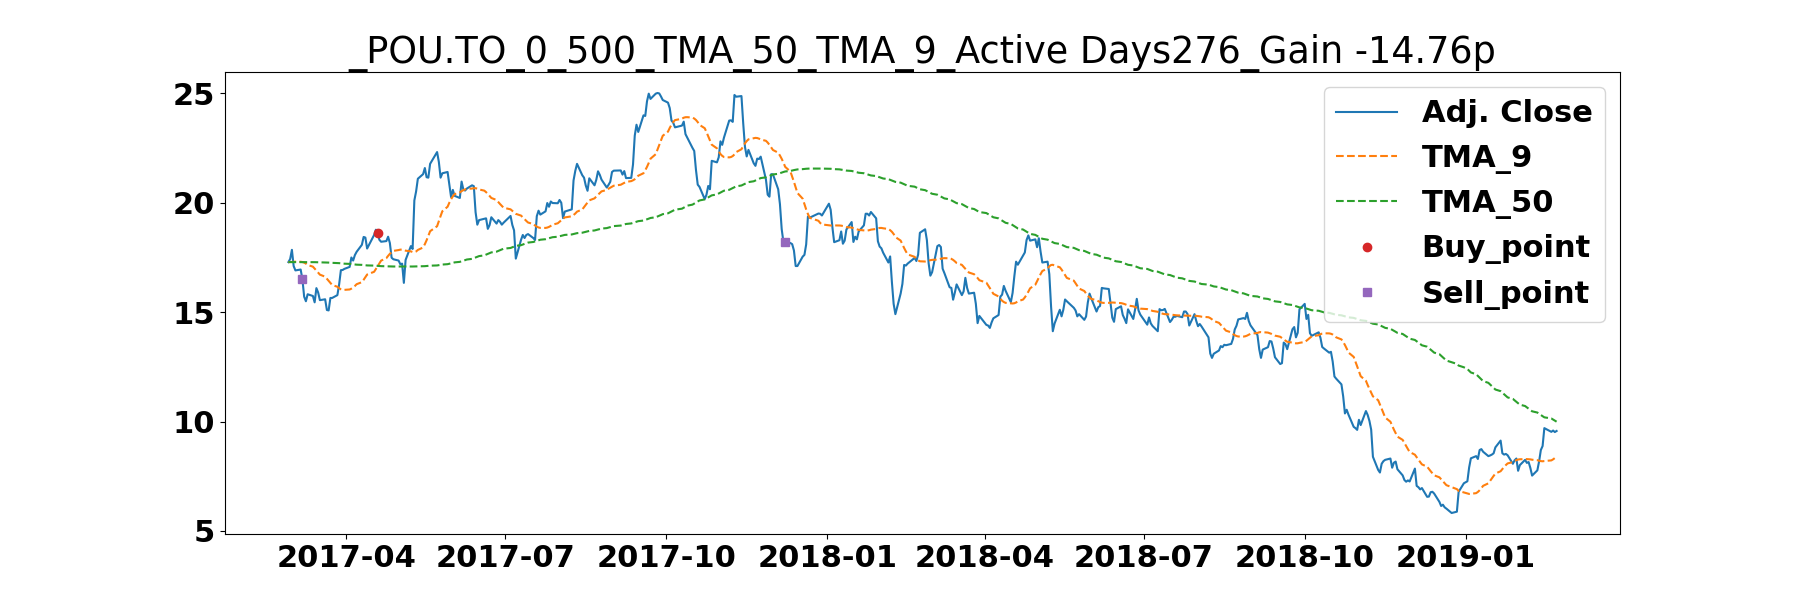 _POU.TO_0_500_TMA_50_TMA_9_Active Days276_Gain -14.76p
25
20
15
10
5
Adj. Close
TMA_9
TMA_50
Buy_point
Sell_point
2017-04 2017-07 2017-10 2018-01 2018-04 2018-07 2018-10 2019-01